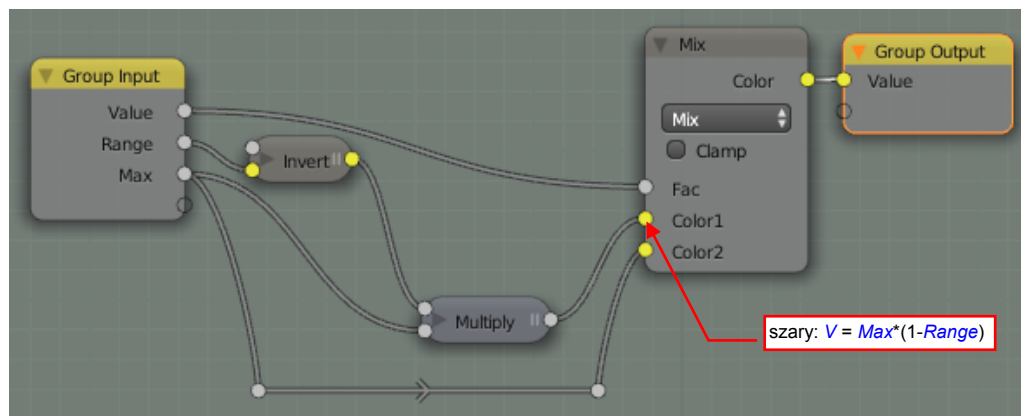 Group Input
Value
Range
Max
Invert
Multiply
Mix
Color
Mix
Clamp
Fac
Color1
Color2
Group Output
Value
szary: V = Max*(1-Range)